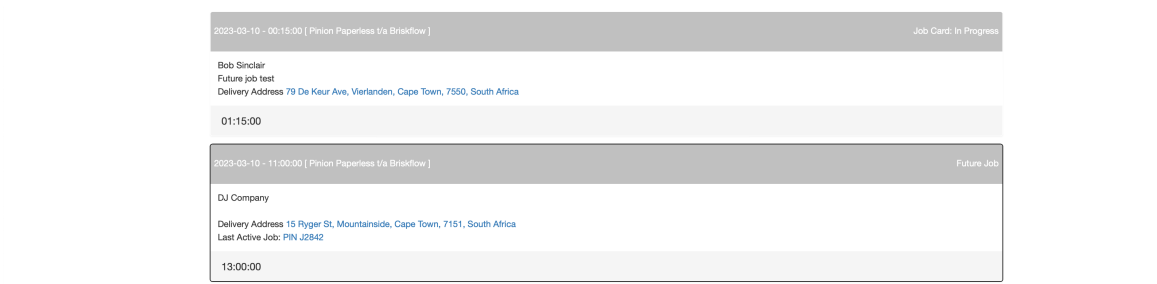 2023-03-10 - 00:15:00 [ Pinion Paperless t/a Briskflow ] Job Card: In Progress
Bob Sinclair
Future job test
Delivery Address 79 De Keur Ave, Vierlanden, Cape Town, 7550, South Africa
01:15:00
2023-03-10 - 11:00:00 [ Pinion Paperless t/a Briskflow ] Future Job
DJ Company
Delivery Address 15 Ryger St, Mountainside, Cape Town, 7151, South Africa
Last Active Job: PIN J2842
13:00:00